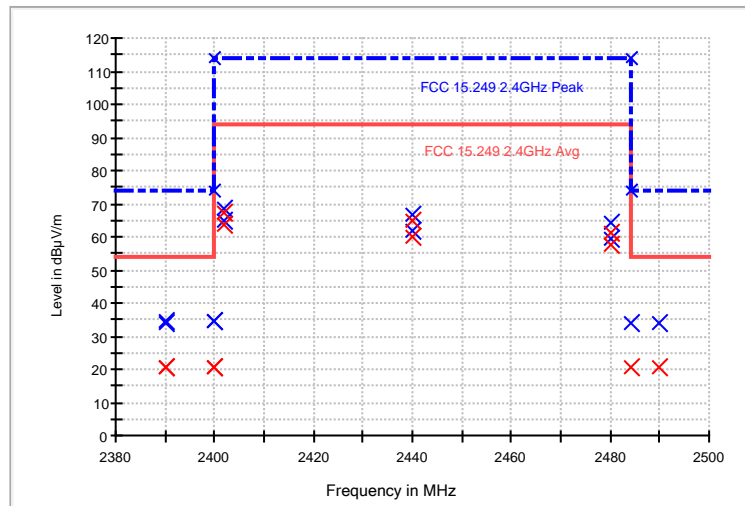 120
110
100
90
80
70
60
50
40
30
20
10
0
Level in dBµV/m
FCC 15.249 2.4GHz Peak
FCC 15.249 2.4GHz Avg
2380 2400 2420 2440 2460 2480 2500
Frequency in MHz